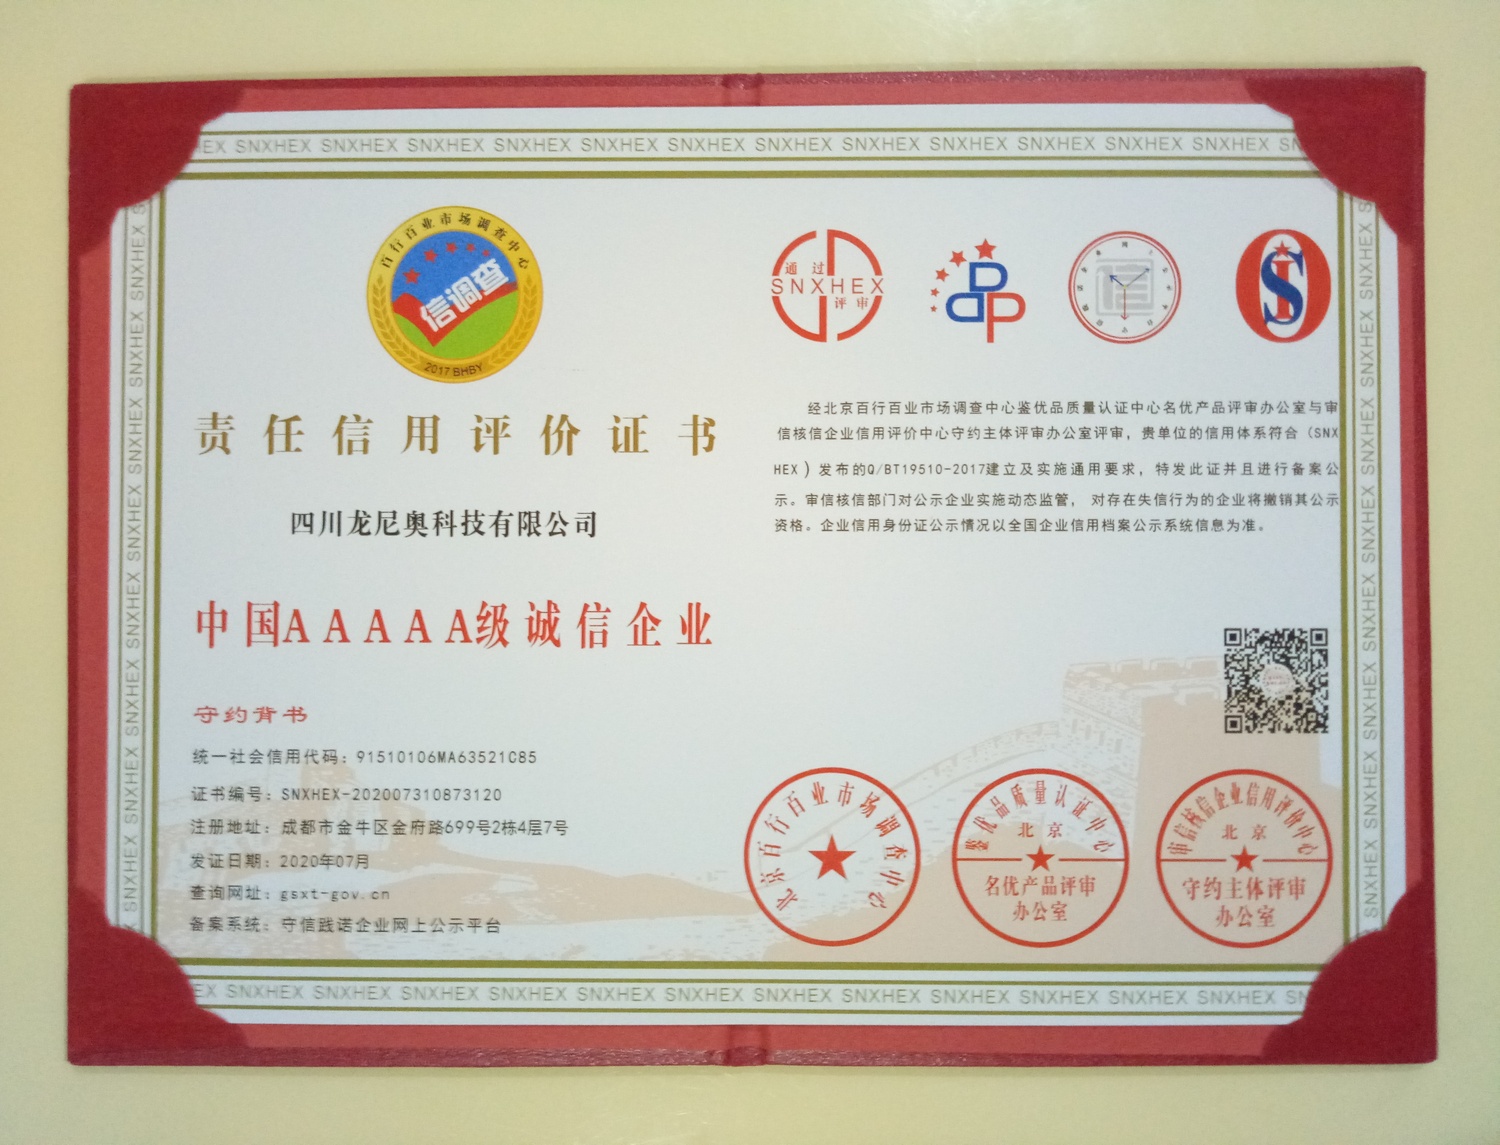 SNXHEX SNXHEX SNXHEX SNXHEX SNXHEX SNXHEX SNXHEX SNXHEX SNXHEX SNXHEX SNXHEX SNXHEX
百行百业市场调查中心
信调查
2017 BHBY
责任信用评价证书
四川龙尼奥科技有限公司
中国AAAAA级诚信企业
守约背书
统一社会信用代码：91510106MA63521C85
证书编号：SNXHEX-202007310873120
注册地址：成都市金牛区金府路699号2栋4层7号
发证日期：2020年07月
查询网址：gsxt-gov.cn
备案系统：守信践诺企业网上公示平台
通过
SNXHEX
评审
信
经北京百行百业市场调查中心鉴优品质量认证中心名优产品评审办公室与审
信核信企业信用评价中心守约主体评审办公室评审，贵单位的信用体系符合（SNX
HEX）发布的Q/BT19510-2017建立及实施通用要求，特发此证并且进行备案公
示。审信核信部门对公示企业实施动态监管， 对存在失信行为的企业将撤销其公示
资格。企业信用身份证公示情况以全国企业信用档案公示系统信息为准。
北京百行百业市场调查中心
鉴优品质量认证中心
北京
名优产品评审
办公室
审信核信企业信用评价中心
北京
守约主体评审
办公室
SNXHEX SNXHEX SNXHEX SNXHEX SNXHEX SNXHEX SNXHEX SNXHEX SNXHEX SNXHEX SNXHEX SNXHEX